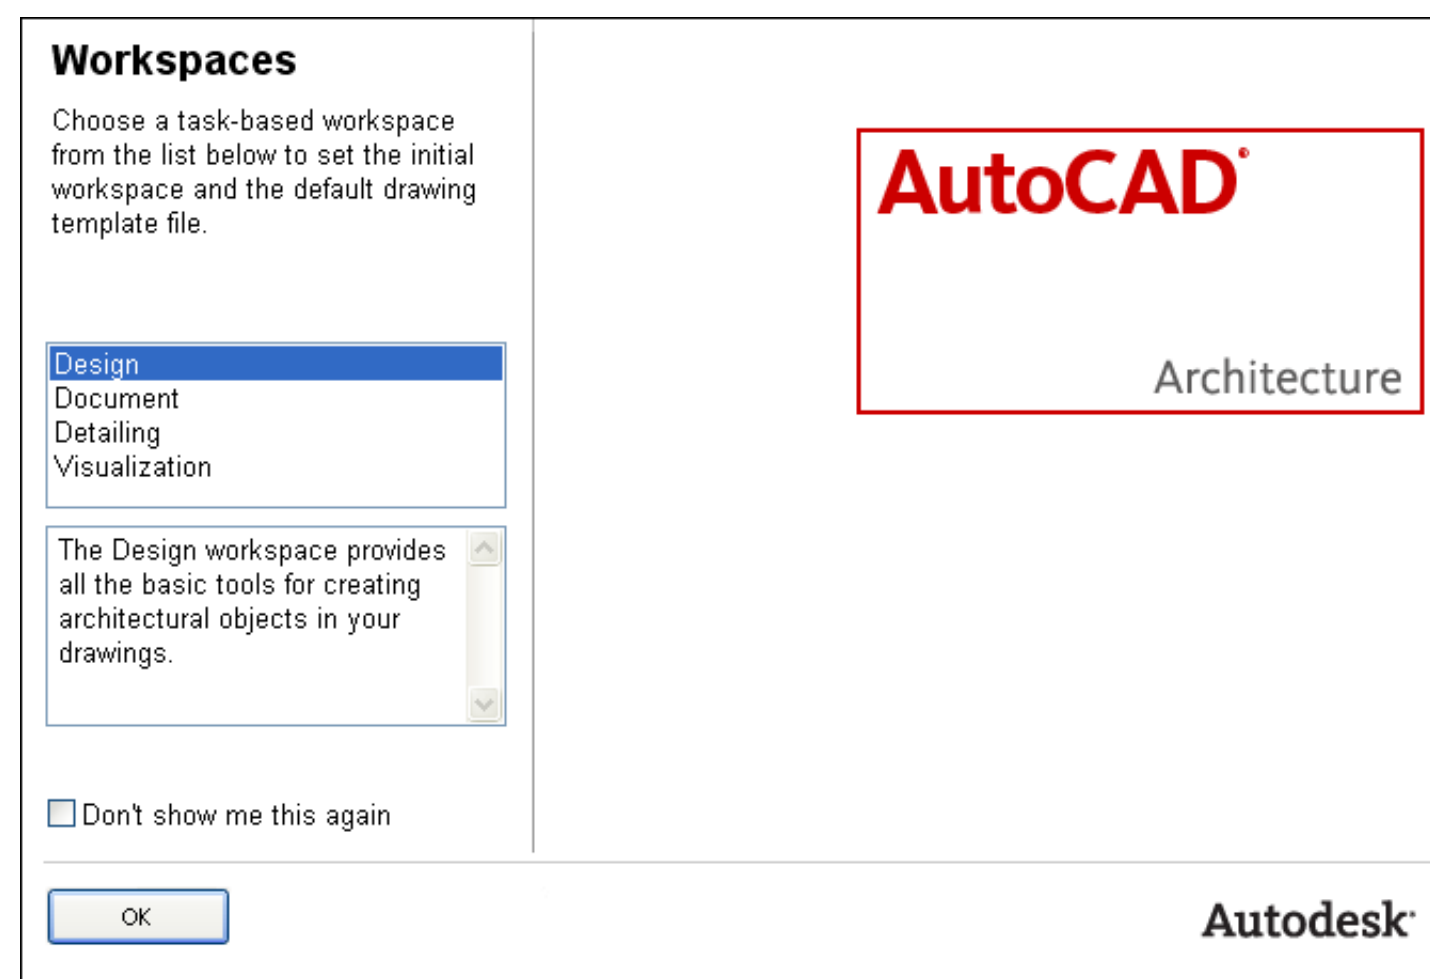 Workspaces
Choose a task-based workspace
from the list below to set the initial
workspace and the default drawing
template file.
Design
Document
Detailing
Visualization
The Design workspace provides
all the basic tools for creating
architectural objects in your
drawings.
Don't show me this again
OK
AutoCAD
Architecture
Autodesk